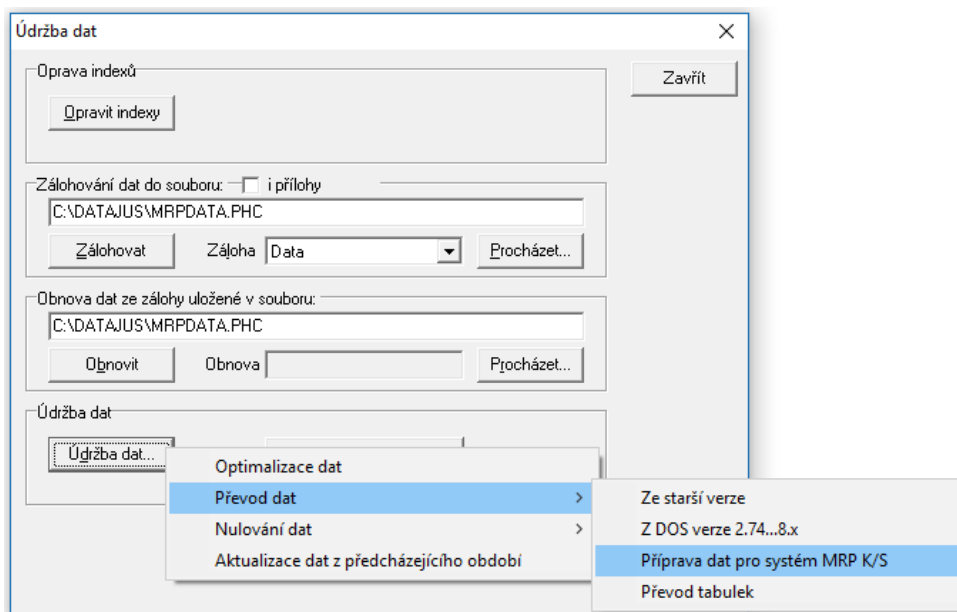 Údržba dat
Oprava indexů
Zavřít
Opravit indexy
Zálohování dat do souboru: i přílohy
C:\DATAJUS\MRPDATA.PHC
Zálohovat Záloha Data Procházet...
Obnova dat ze zálohy uložené v souboru:
C:\DATAJUS\MRPDATA.PHC
Obnovit Obnova Procházet...
Údržba dat
Údržba dat...
Optimalizace dat
Převod dat
Nulování dat
Aktualizace dat z předcházejícího období
Ze starší verze
Z DOS verze 2.74...8.x
Příprava dat pro systém MRP K/S
Převod tabulek